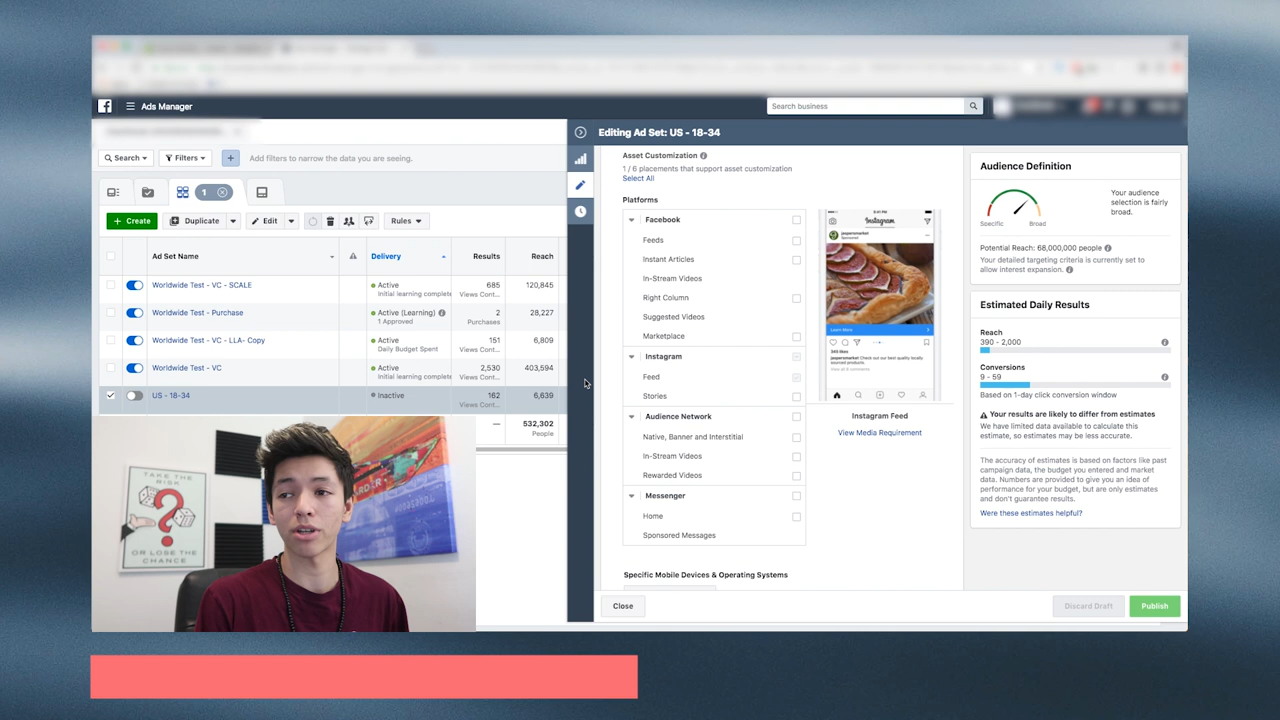 Ads Manager
Search business
Editing Ad Set: US - 18-34
Search
Filters
Add filters to narrow the data you are seeing.
1
Create
Duplicate
Edit
Rules
Ad Set Name
Delivery
Results
Reach
Worldwide Test - VC - SCALE
Active
Initial learning complete
685
Views Cont...
120,845
Worldwide Test - Purchase
Active (Learning)
1 Approved
2
Purchases
28,227
Worldwide Test - VC - LLA- Copy
Active
Daily Budget Spent
151
Views Cont...
6,809
Worldwide Test - VC
Active
Initial learning complete
2,530
Views Cont...
403,594
US - 18-34
Inactive
162
Views Cont...
6,639
—
532,302
People
TAKE THE
RISK
?
OR LOSE THE
CHANCE
Asset Customization
1 / 6 placements that support asset customization
Select All
Platforms
Facebook
Feeds
Instant Articles
In-Stream Videos
Right Column
Suggested Videos
Marketplace
Instagram
Feed
Stories
Audience Network
Native, Banner and Interstitial
In-Stream Videos
Rewarded Videos
Messenger
Home
Sponsored Messages
Specific Mobile Devices & Operating Systems
Instagram
jaspersmarket
Sponsored
Learn More
Instagram Feed
View Media Requirement
Close
Discard Draft
Publish
Audience Definition
Specific
Broad
Your audience
selection is fairly
broad.
Potential Reach: 68,000,000 people
Your detailed targeting criteria is currently set to
allow interest expansion.
Estimated Daily Results
Reach
390 - 2,000
Conversions
9 - 59
Based on 1-day click conversion window
Your results are likely to differ from estimates
We have limited data available to calculate this
estimate, so estimates may be less accurate.
The accuracy of estimates is based on factors like past
campaign data, the budget you entered and market
data. Numbers are provided to give you an idea of
performance for your budget, but are only estimates
and don't guarantee results.
Were these estimates helpful?